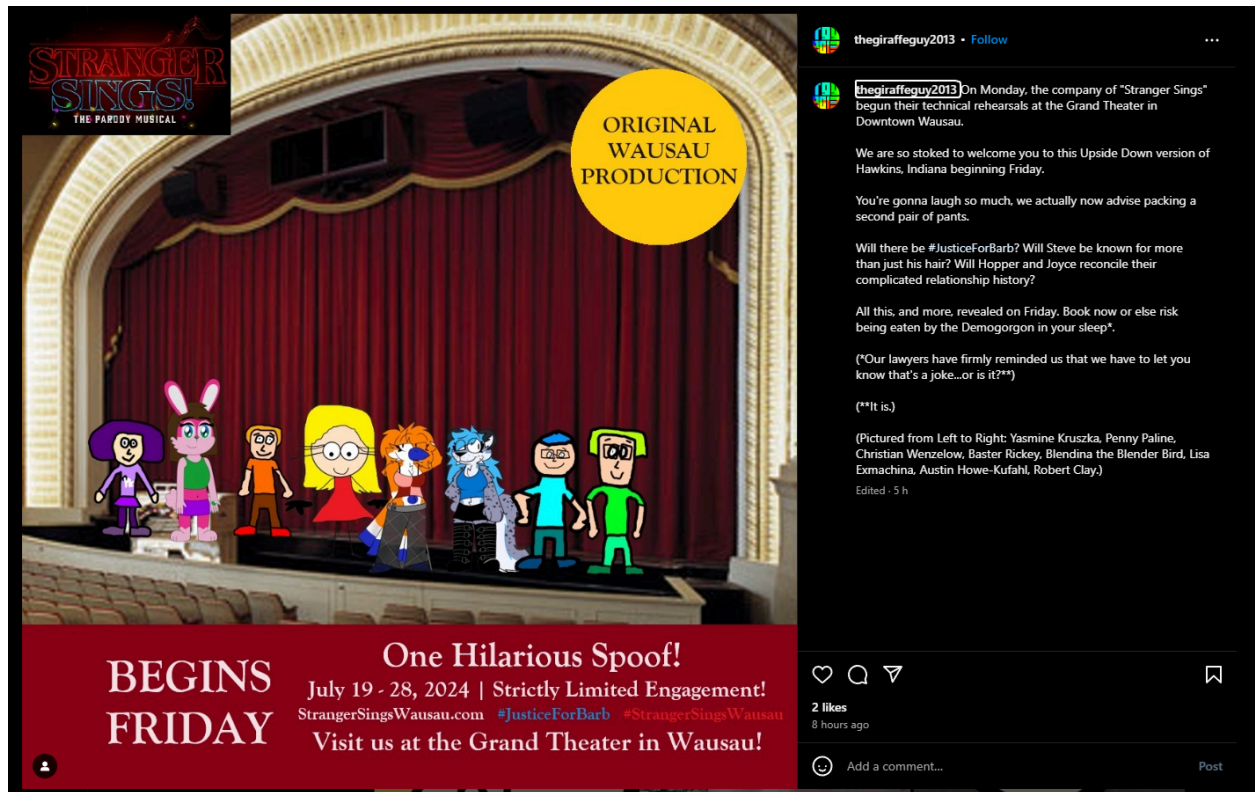 STRANGER
SINGS!
THE PARODY MUSICAL
ORIGINAL
WAUSAU
PRODUCTION
BEGINS
FRIDAY
One Hilarious Spoof!
July 19 - 28, 2024 | Strictly Limited Engagement!
StrangerSingsWausau.com #JusticeForBarb #StrangerSingsWausau
Visit us at the Grand Theater in Wausau!
thegiraffeguy2013 • Follow
thegiraffeguy2013 On Monday, the company of "Stranger Sings"
begun their technical rehearsals at the Grand Theater in
Downtown Wausau.
We are so stoked to welcome you to this Upside Down version of
Hawkins, Indiana beginning Friday.
You're gonna laugh so much, we actually now advise packing a
second pair of pants.
Will there be #JusticeForBarb? Will Steve be known for more
than just his hair? Will Hopper and Joyce reconcile their
complicated relationship history?
All this, and more, revealed on Friday. Book now or else risk
being eaten by the Demogorgon in your sleep*.
(*Our lawyers have firmly reminded us that we have to let you
know that's a joke...or is it?**)
(**It is.)
(Pictured from Left to Right: Yasmine Kruszka, Penny Paline,
Christian Wenzelow, Baster Rickey, Blendina the Blender Bird, Lisa
Exmachina, Austin Howe-Kufahl, Robert Clay.)
Edited · 5 h
2 likes
8 hours ago
Add a comment...
Post